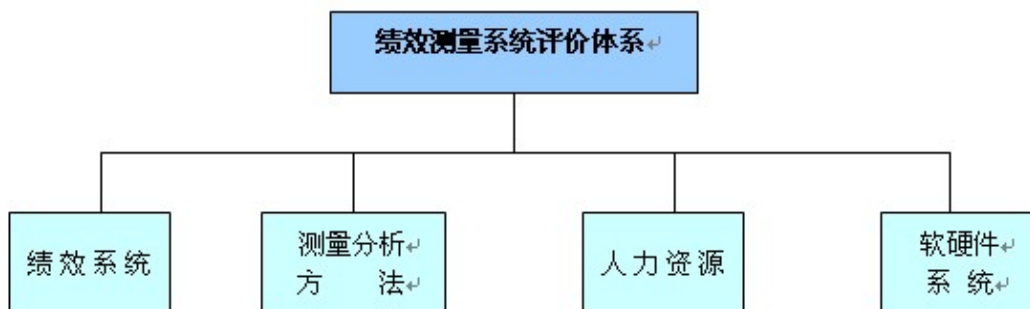 绩效测量系统评价体系
绩效系统
测量分析
方 法
人力资源
软硬件
系 统